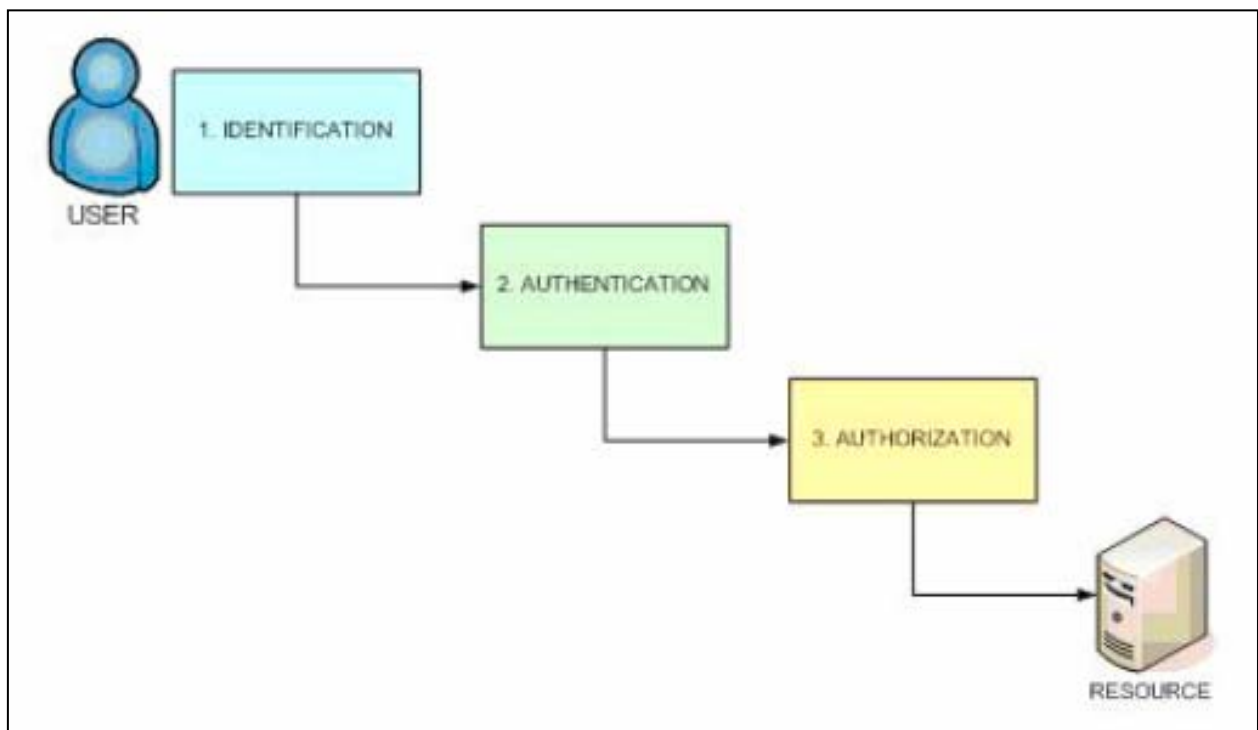 USER
1. IDENTIFICATION
2. AUTHENTICATION
3. AUTHORIZATION
RESOURCE